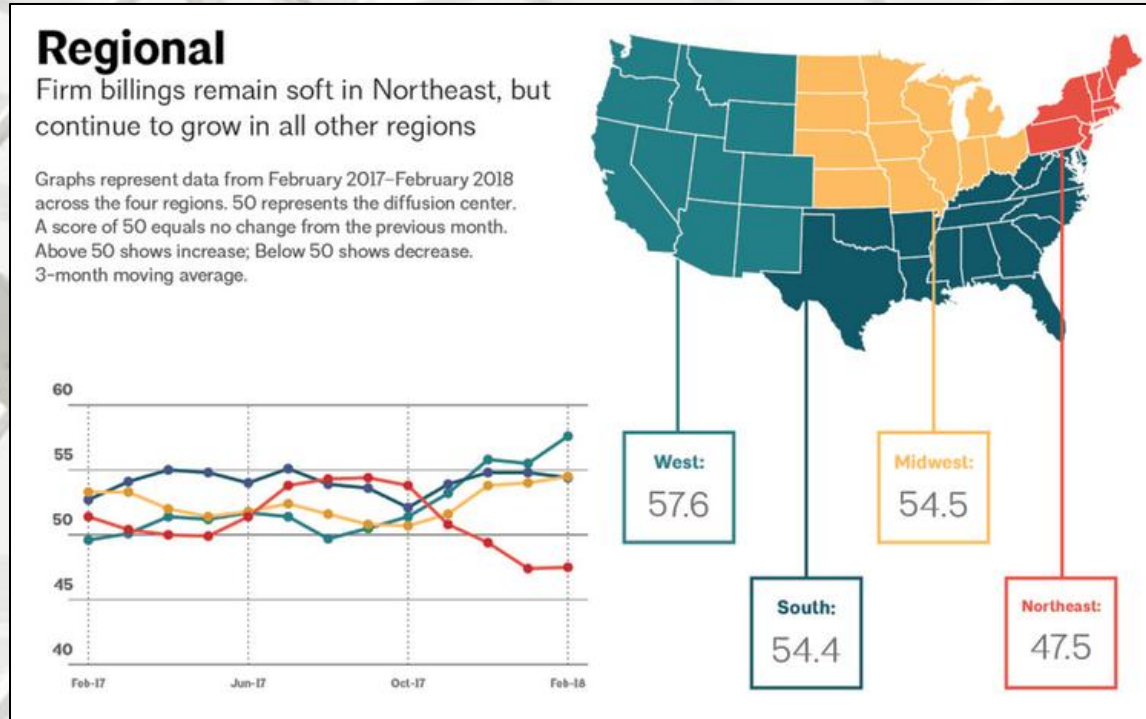 Regional
Firm billings remain soft in Northeast, but
continue to grow in all other regions
Graphs represent data from February 2017–February 2018
across the four regions. 50 represents the diffusion center.
A score of 50 equals no change from the previous month.
Above 50 shows increase; Below 50 shows decrease.
3-month moving average.
60
55
50
45
40
Feb-17
Jun-17
Oct-17
Feb-18
West:
57.6
Midwest:
54.5
South:
54.4
Northeast:
47.5